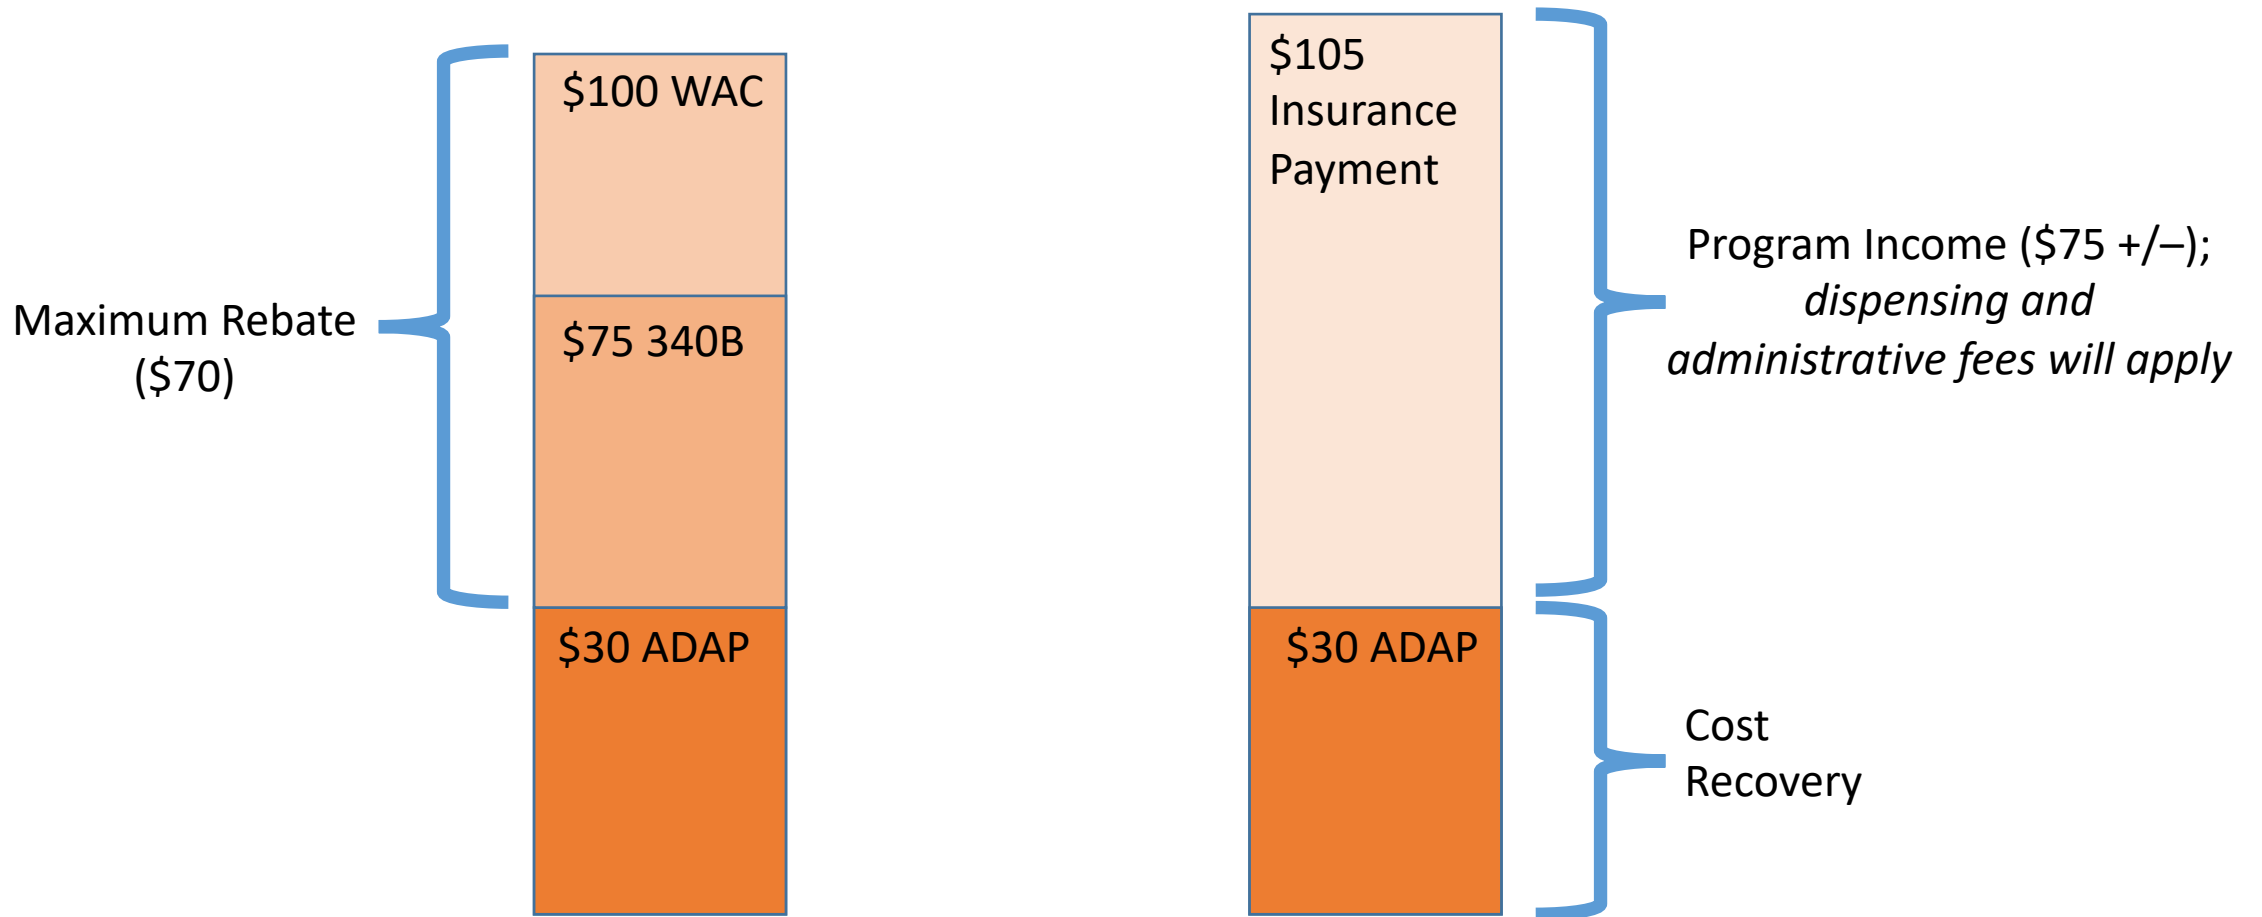 Maximum Rebate
($70)
$100 WAC
$75 340B
$30 ADAP
$105
Insurance
Payment
$30 ADAP
Program Income ($75 +/–);
dispensing and
administrative fees will apply
Cost
Recovery